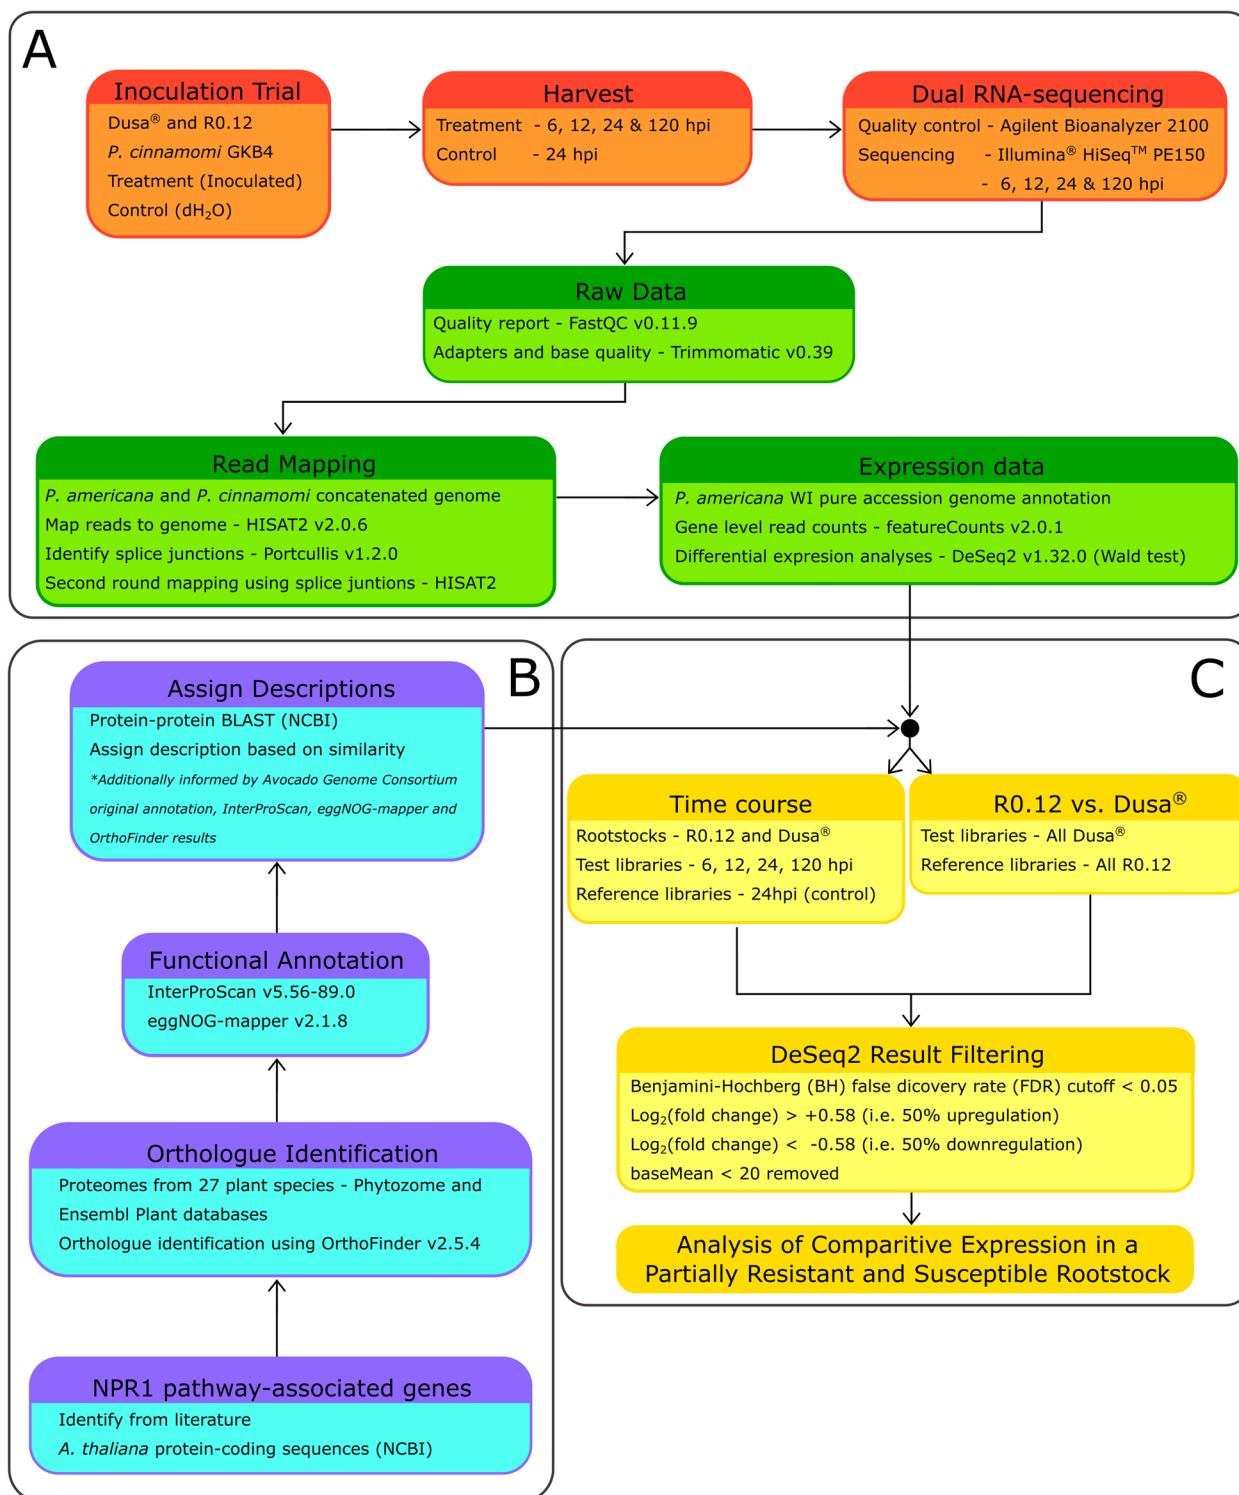 A
Inoculation Trial
Dusa® and R0.12
P. cinnamomi GKB4
Treatment (Inoculated)
Control (dH₂O)
Harvest
Treatment - 6, 12, 24 & 120 hpi
Control - 24 hpi
Dual RNA-sequencing
Quality control - Agilent Bioanalyzer 2100
Sequencing - Illumina® HiSeq™ PE150
- 6, 12, 24 & 120 hpi
Raw Data
Quality report - FastQC v0.11.9
Adapters and base quality - Trimmomatic v0.39
Read Mapping
P. americana and P. cinnamomi concatenated genome
Map reads to genome - HISAT2 v2.0.6
Identify splice junctions - Portcullis v1.2.0
Second round mapping using splice juntions - HISAT2
Expression data
P. americana WI pure accession genome annotation
Gene level read counts - featureCounts v2.0.1
Differential expresion analyses - DeSeq2 v1.32.0 (Wald test)
B
Assign Descriptions
Protein-protein BLAST (NCBI)
Assign description based on similarity
*Additionally informed by Avocado Genome Consortium
original annotation, InterProScan, eggNOG-mapper and
OrthoFinder results
Functional Annotation
InterProScan v5.56-89.0
eggNOG-mapper v2.1.8
Orthologue Identification
Proteomes from 27 plant species - Phytozome and
Ensembl Plant databases
Orthologue identification using OrthoFinder v2.5.4
NPR1 pathway-associated genes
Identify from literature
A. thaliana protein-coding sequences (NCBI)
C
Time course
Rootstocks - R0.12 and Dusa®
Test libraries - 6, 12, 24, 120 hpi
Reference libraries - 24hpi (control)
R0.12 vs. Dusa®
Test libraries - All Dusa®
Reference libraries - All R0.12
DeSeq2 Result Filtering
Benjamini-Hochberg (BH) false dicovery rate (FDR) cutoff < 0.05
Log₂(fold change) > +0.58 (i.e. 50% upregulation)
Log₂(fold change) < -0.58 (i.e. 50% downregulation)
baseMean < 20 removed
Analysis of Comparitive Expression in a
Partially Resistant and Susceptible Rootstock